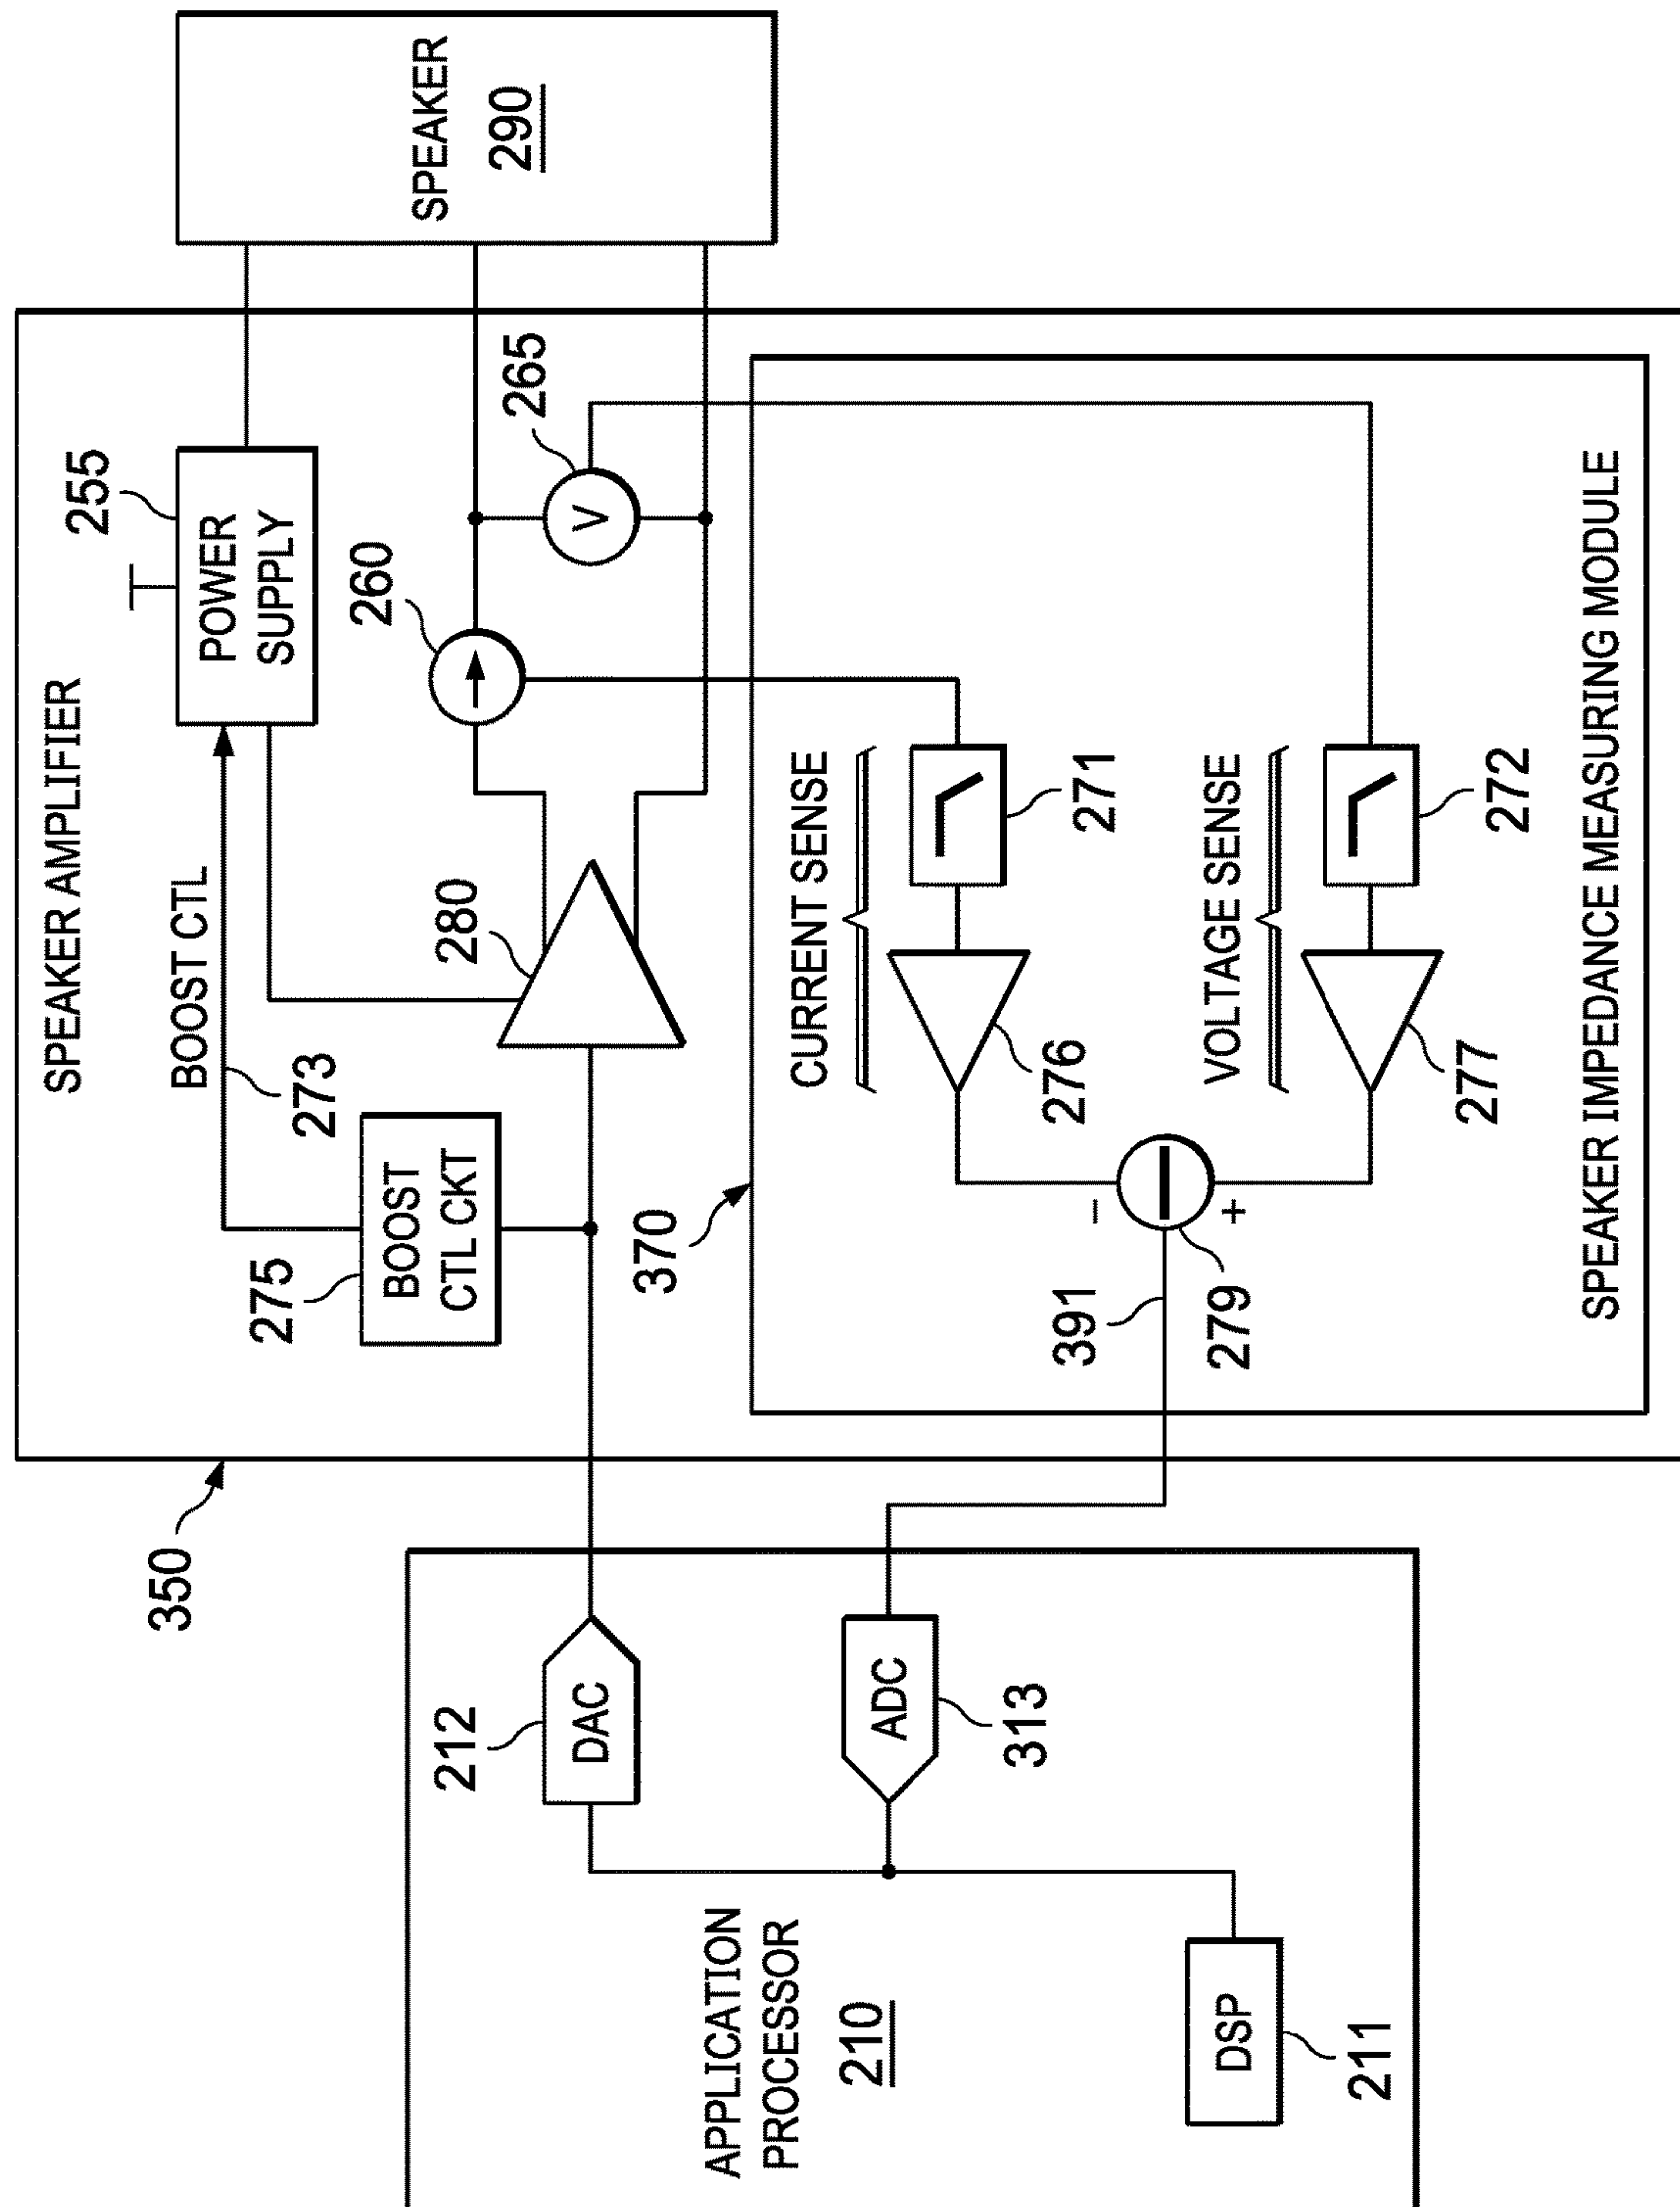 350
SPEAKER AMPLIFIER
BOOST CTL
273
275
BOOST
CTL CKT
280
255
POWER
SUPPLY
260
265
V
SPEAKER
290
212
DAC
APPLICATION
PROCESSOR
210
ADC
313
DSP
211
370
391
279
-
+
CURRENT SENSE
276
271
VOLTAGE SENSE
277
272
SPEAKER IMPEDANCE MEASURING MODULE